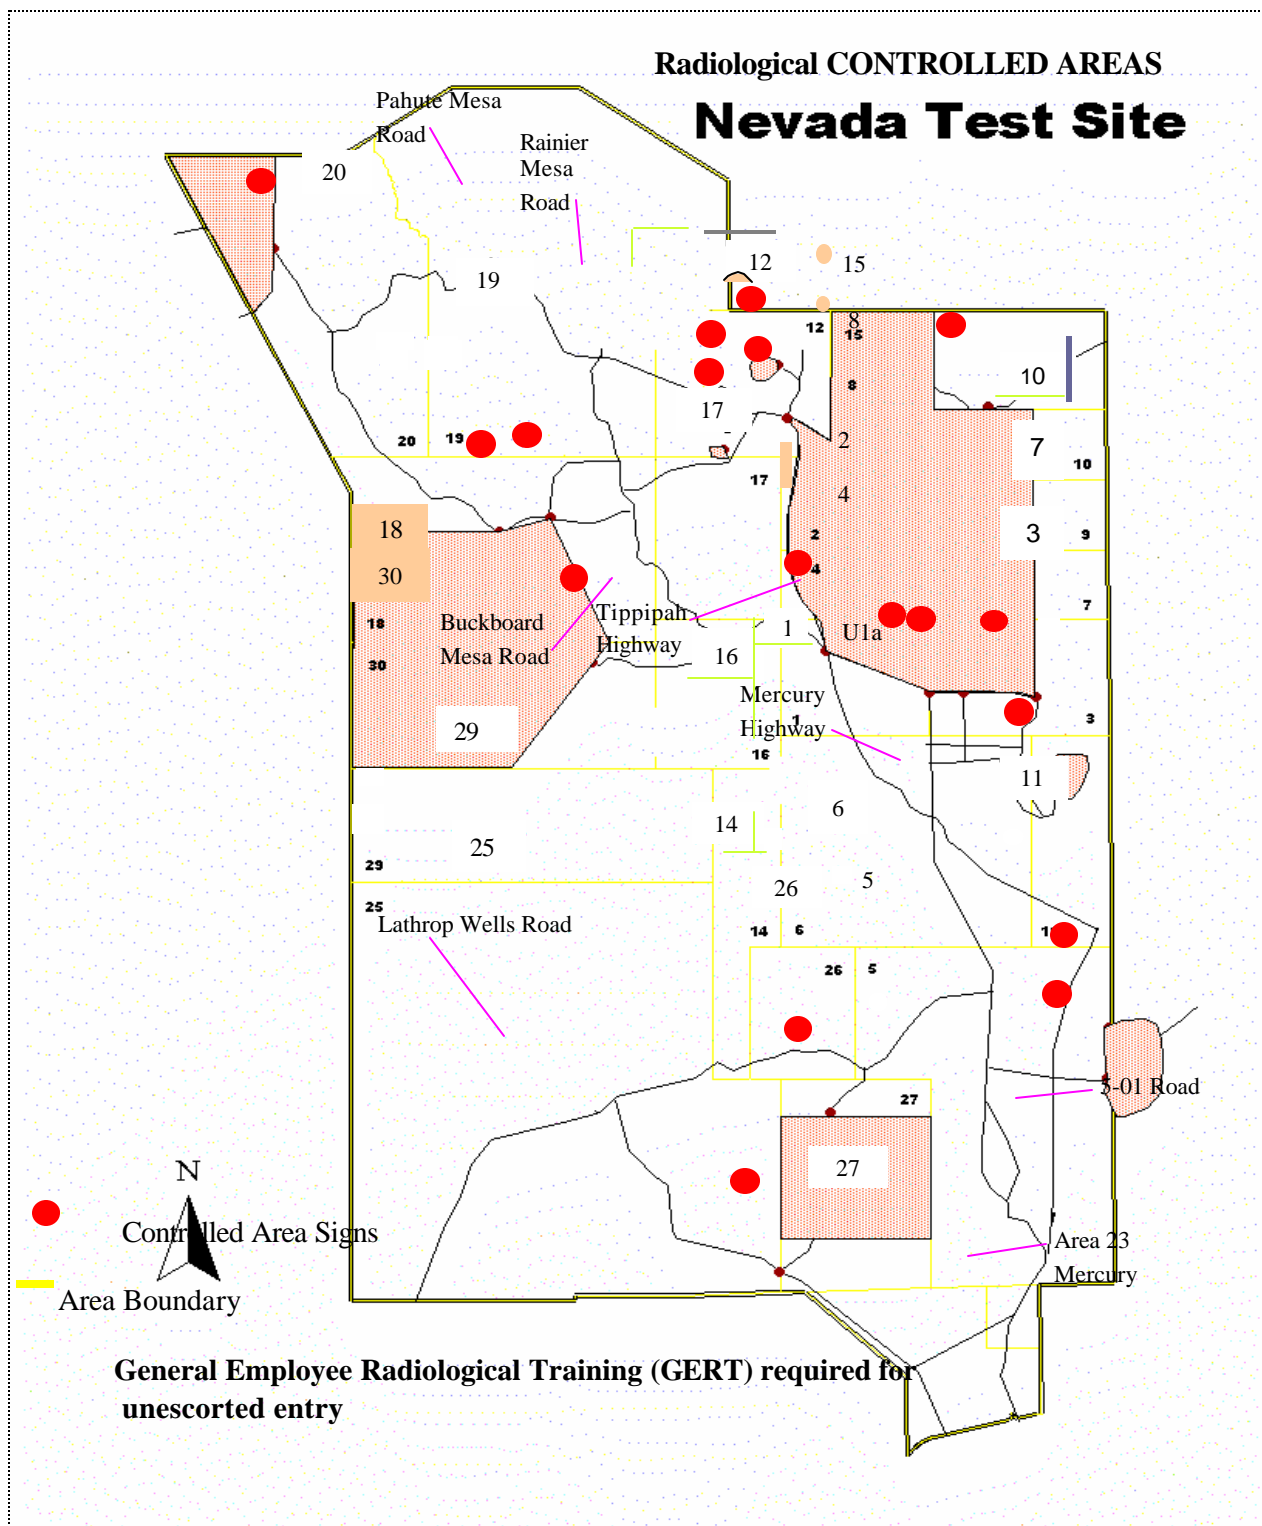 Radiological CONTROLLED AREAS
Nevada Test Site
Pahute Mesa
Road
Rainier
Mesa
Road
20
19
12
15
12
8
15
8
10
17
20
19
2
7
10
17
4
18
2
3
9
30
4
7
Buckboard
Mesa Road
Tippipah
Highway
1
U1a
18
16
30
Mercury
Highway
1
3
29
16
11
6
14
25
29
26
5
25
Lathrop Wells Road
14
6
26
5
27
5-01 Road
27
N
Controlled Area Signs
Area 23
Mercury
Area Boundary
General Employee Radiological Training (GERT) required for
unescorted entry